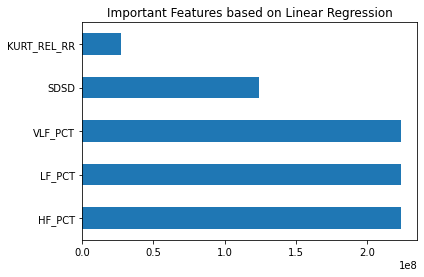 Important Features based on Linear Regression
KURT_REL_RR
SDSD
VLF_PCT
LF_PCT
HF_PCT
0.0 0.5 1.0 1.5 2.0
1e8